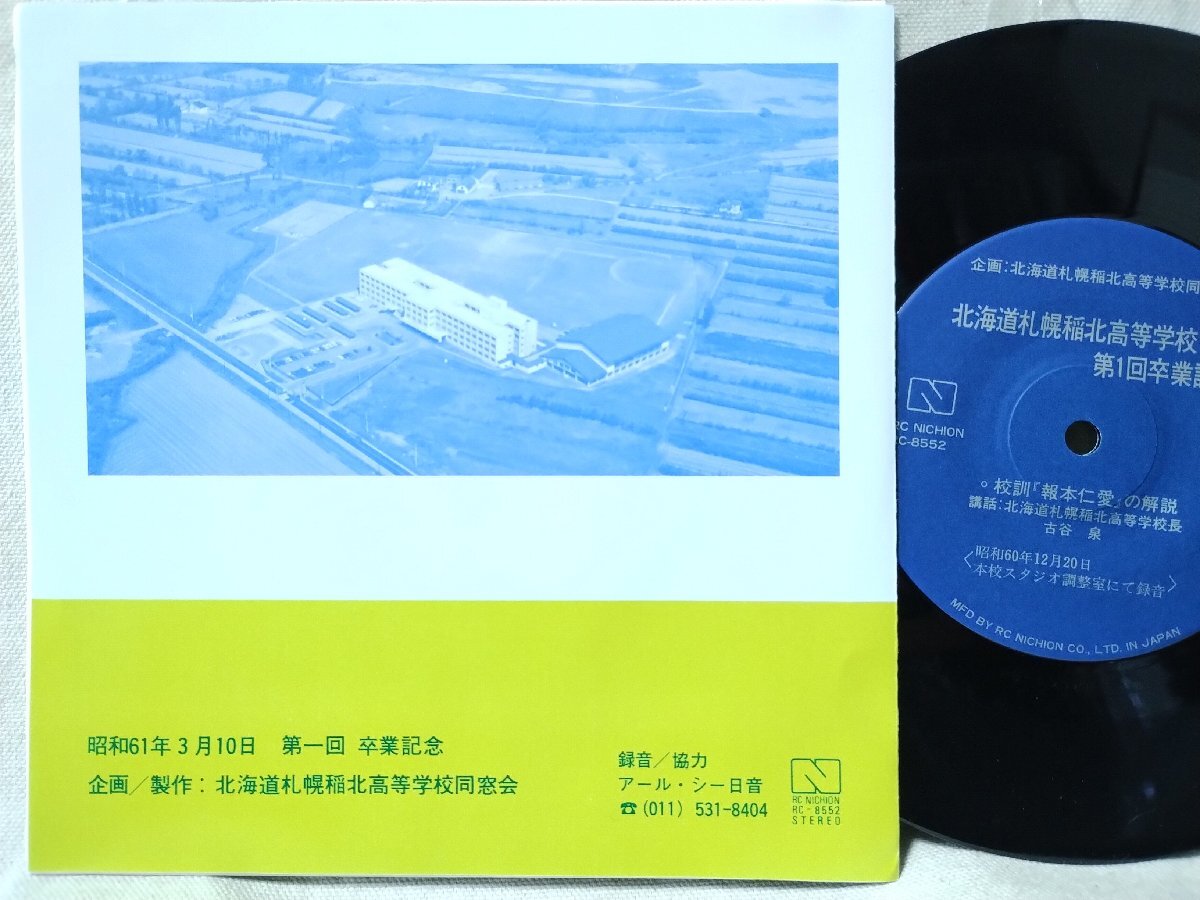 昭和61年3月10日 第一回 卒業記念
企画／製作：北海道札幌稲北高等学校同窓会
録音／協力
アール・シー日音
☎(011) 531-8404
N
RC NICHION
RC-8552
STEREO
企画：北海道札幌稲北高等学校同
北海道札幌稲北高等学校
第1回卒業
N
RC NICHION
RC-8552
○ 校訓『報本仁愛』の解説
講話：北海道札幌稲北高等学校長
古谷 泉
〈昭和60年12月20日
本校スタジオ調整室にて録音〉
MFD BY RC NICHION CO., LTD. IN JAPAN